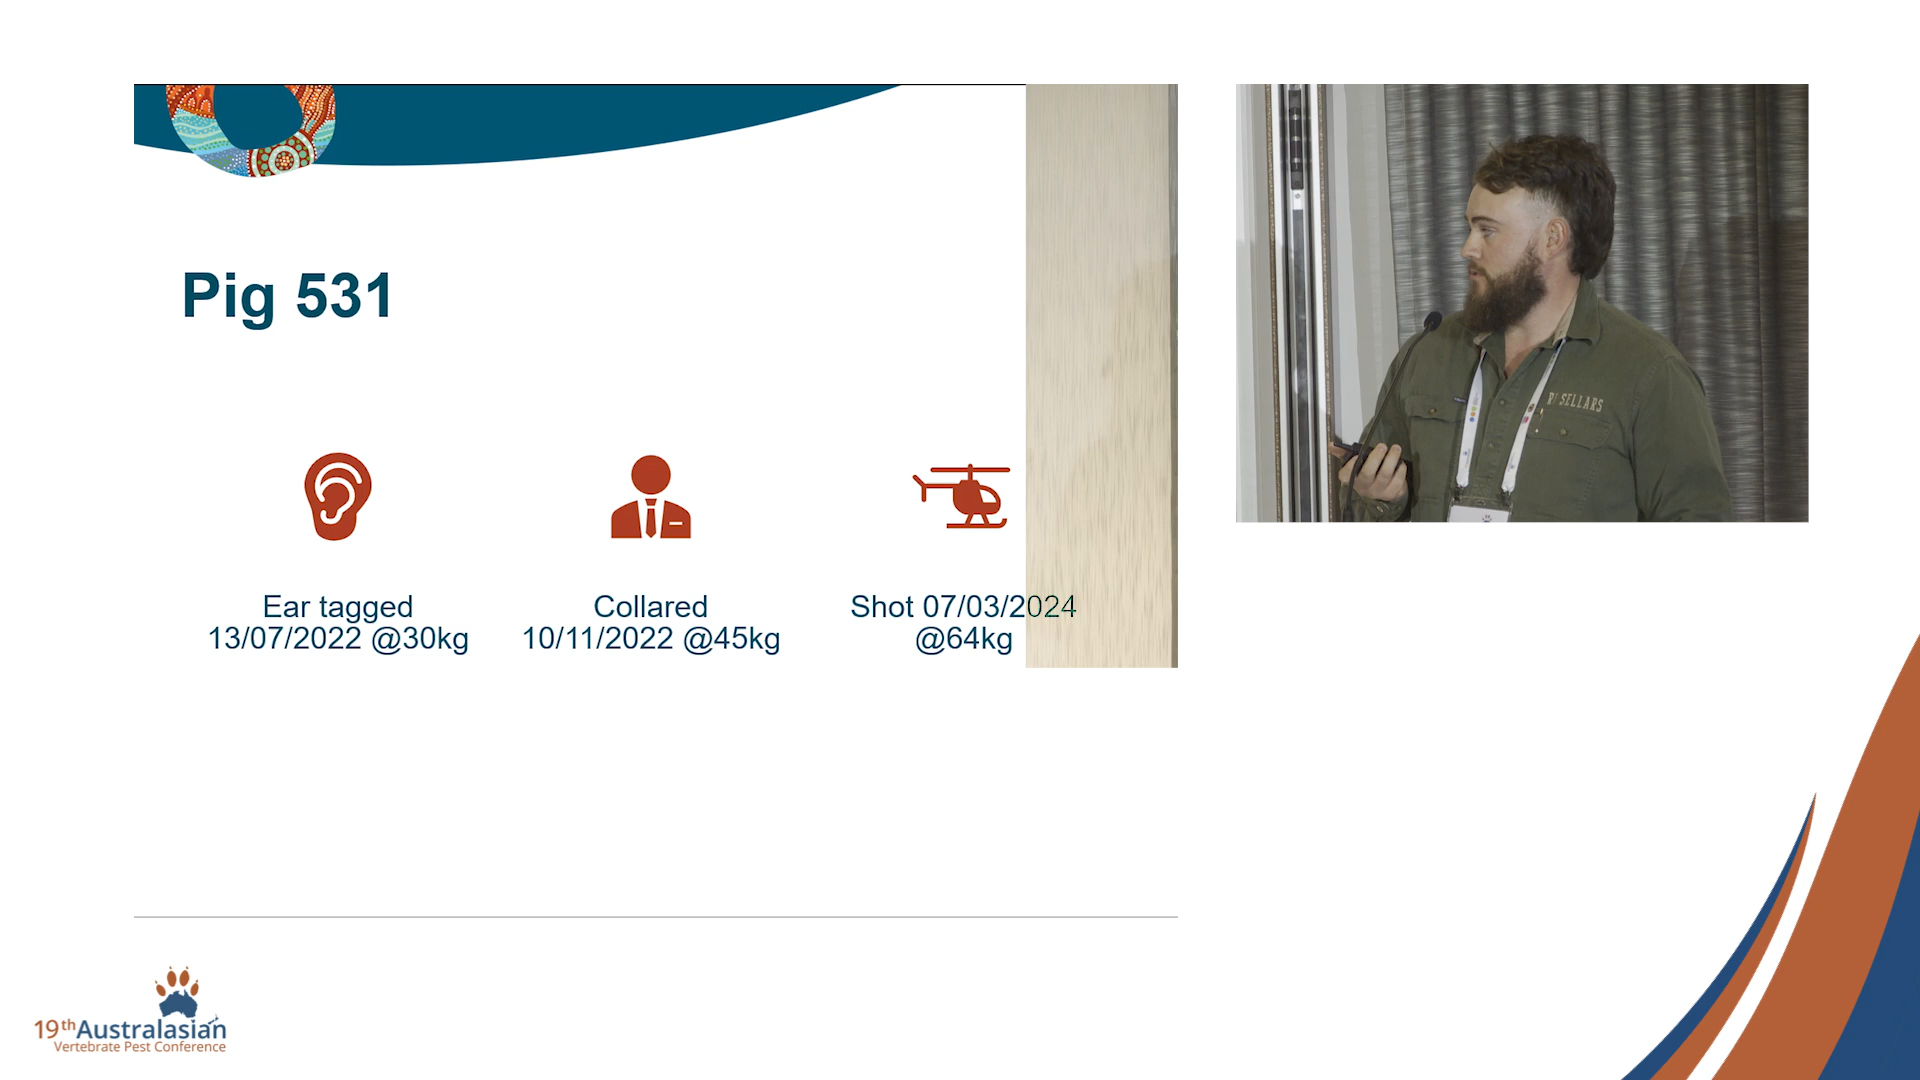 Pig 531
Ear tagged
13/07/2022 @30kg
Collared
10/11/2022 @45kg
Shot 07/03/2024
@64kg
SELLARS
19th Australasian
Vertebrate Pest Conference